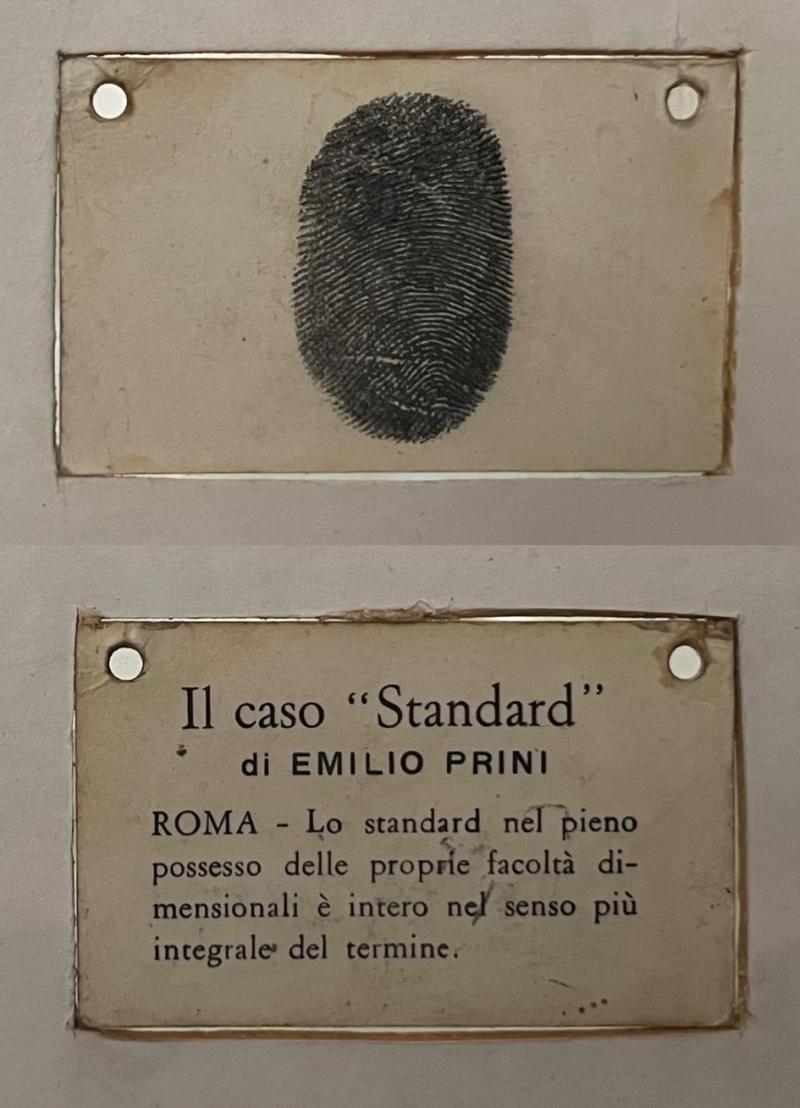 Il caso “Standard”
di EMILIO PRINI
ROMA – Lo standard nel pieno
possesso delle proprie facoltà di-
mensionali è intero nel senso più
integrale del termine.